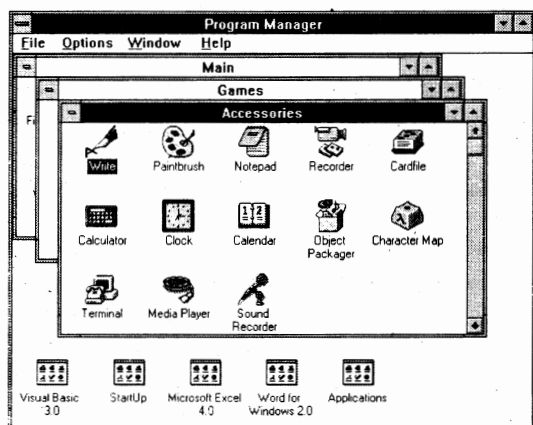 Program Manager
File Options Window Help
Main
Games
Accessories
Write Paintbrush Notepad Recorder Cardfile
1 2
Calculator Clock Calendar Object Packager Character Map
Terminal Media Player Sound Recorder
Visual Basic 3.0 StartUp Microsoft Excel 4.0 Word for Windows 2.0 Applications